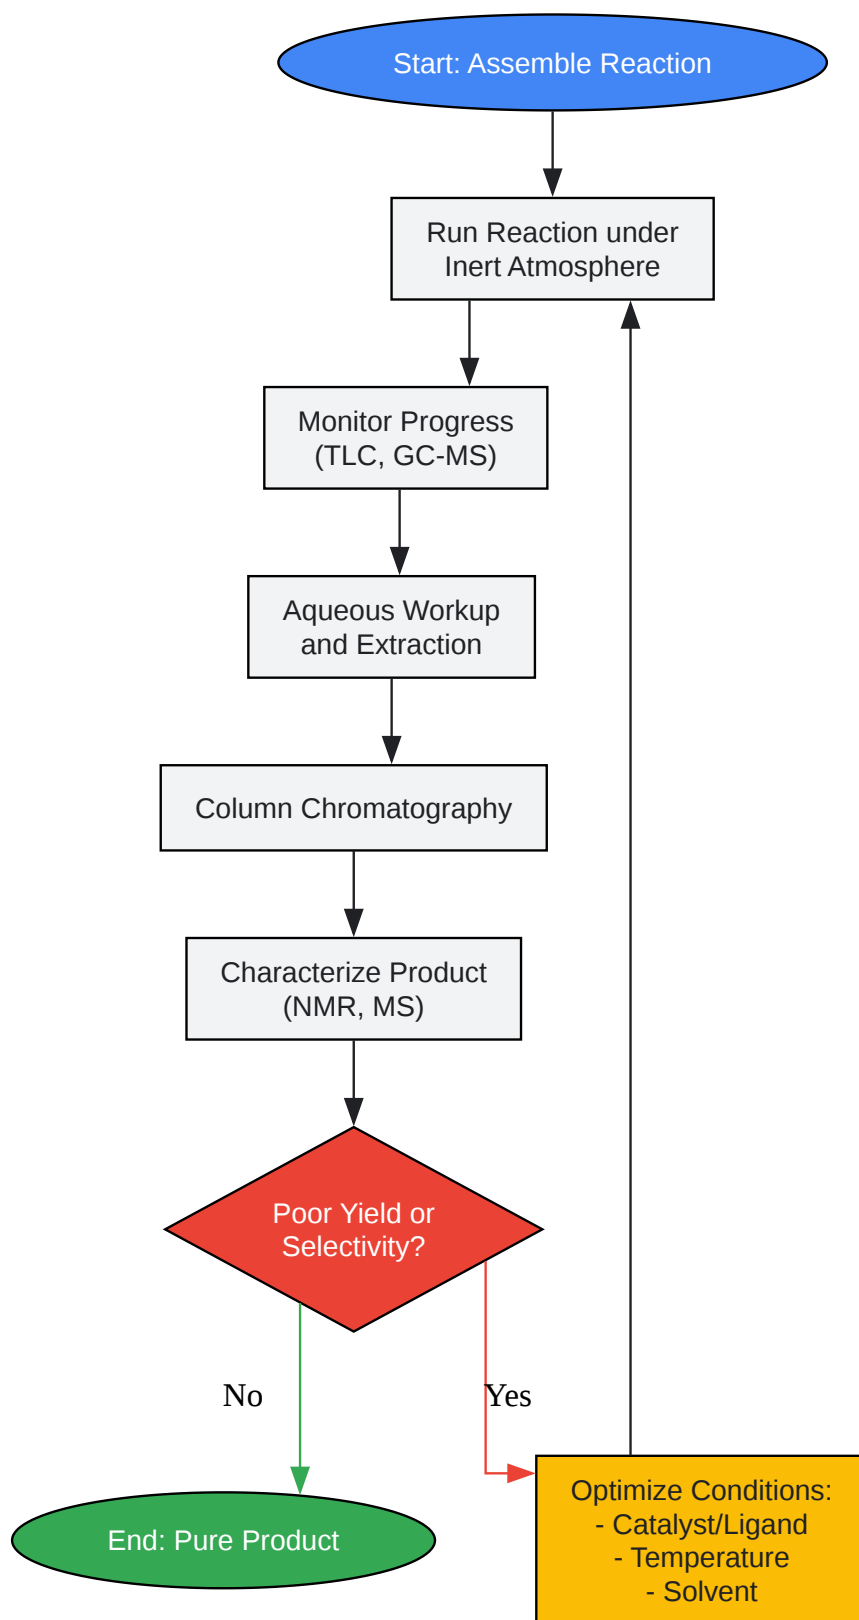 Start: Assemble Reaction
Run Reaction under
Inert Atmosphere
Monitor Progress
(TLC, GC-MS)
Aqueous Workup
and Extraction
Column Chromatography
Characterize Product
(NMR, MS)
Poor Yield or
Selectivity?
No
Yes
End: Pure Product
Optimize Conditions:
- Catalyst/Ligand
- Temperature
- Solvent